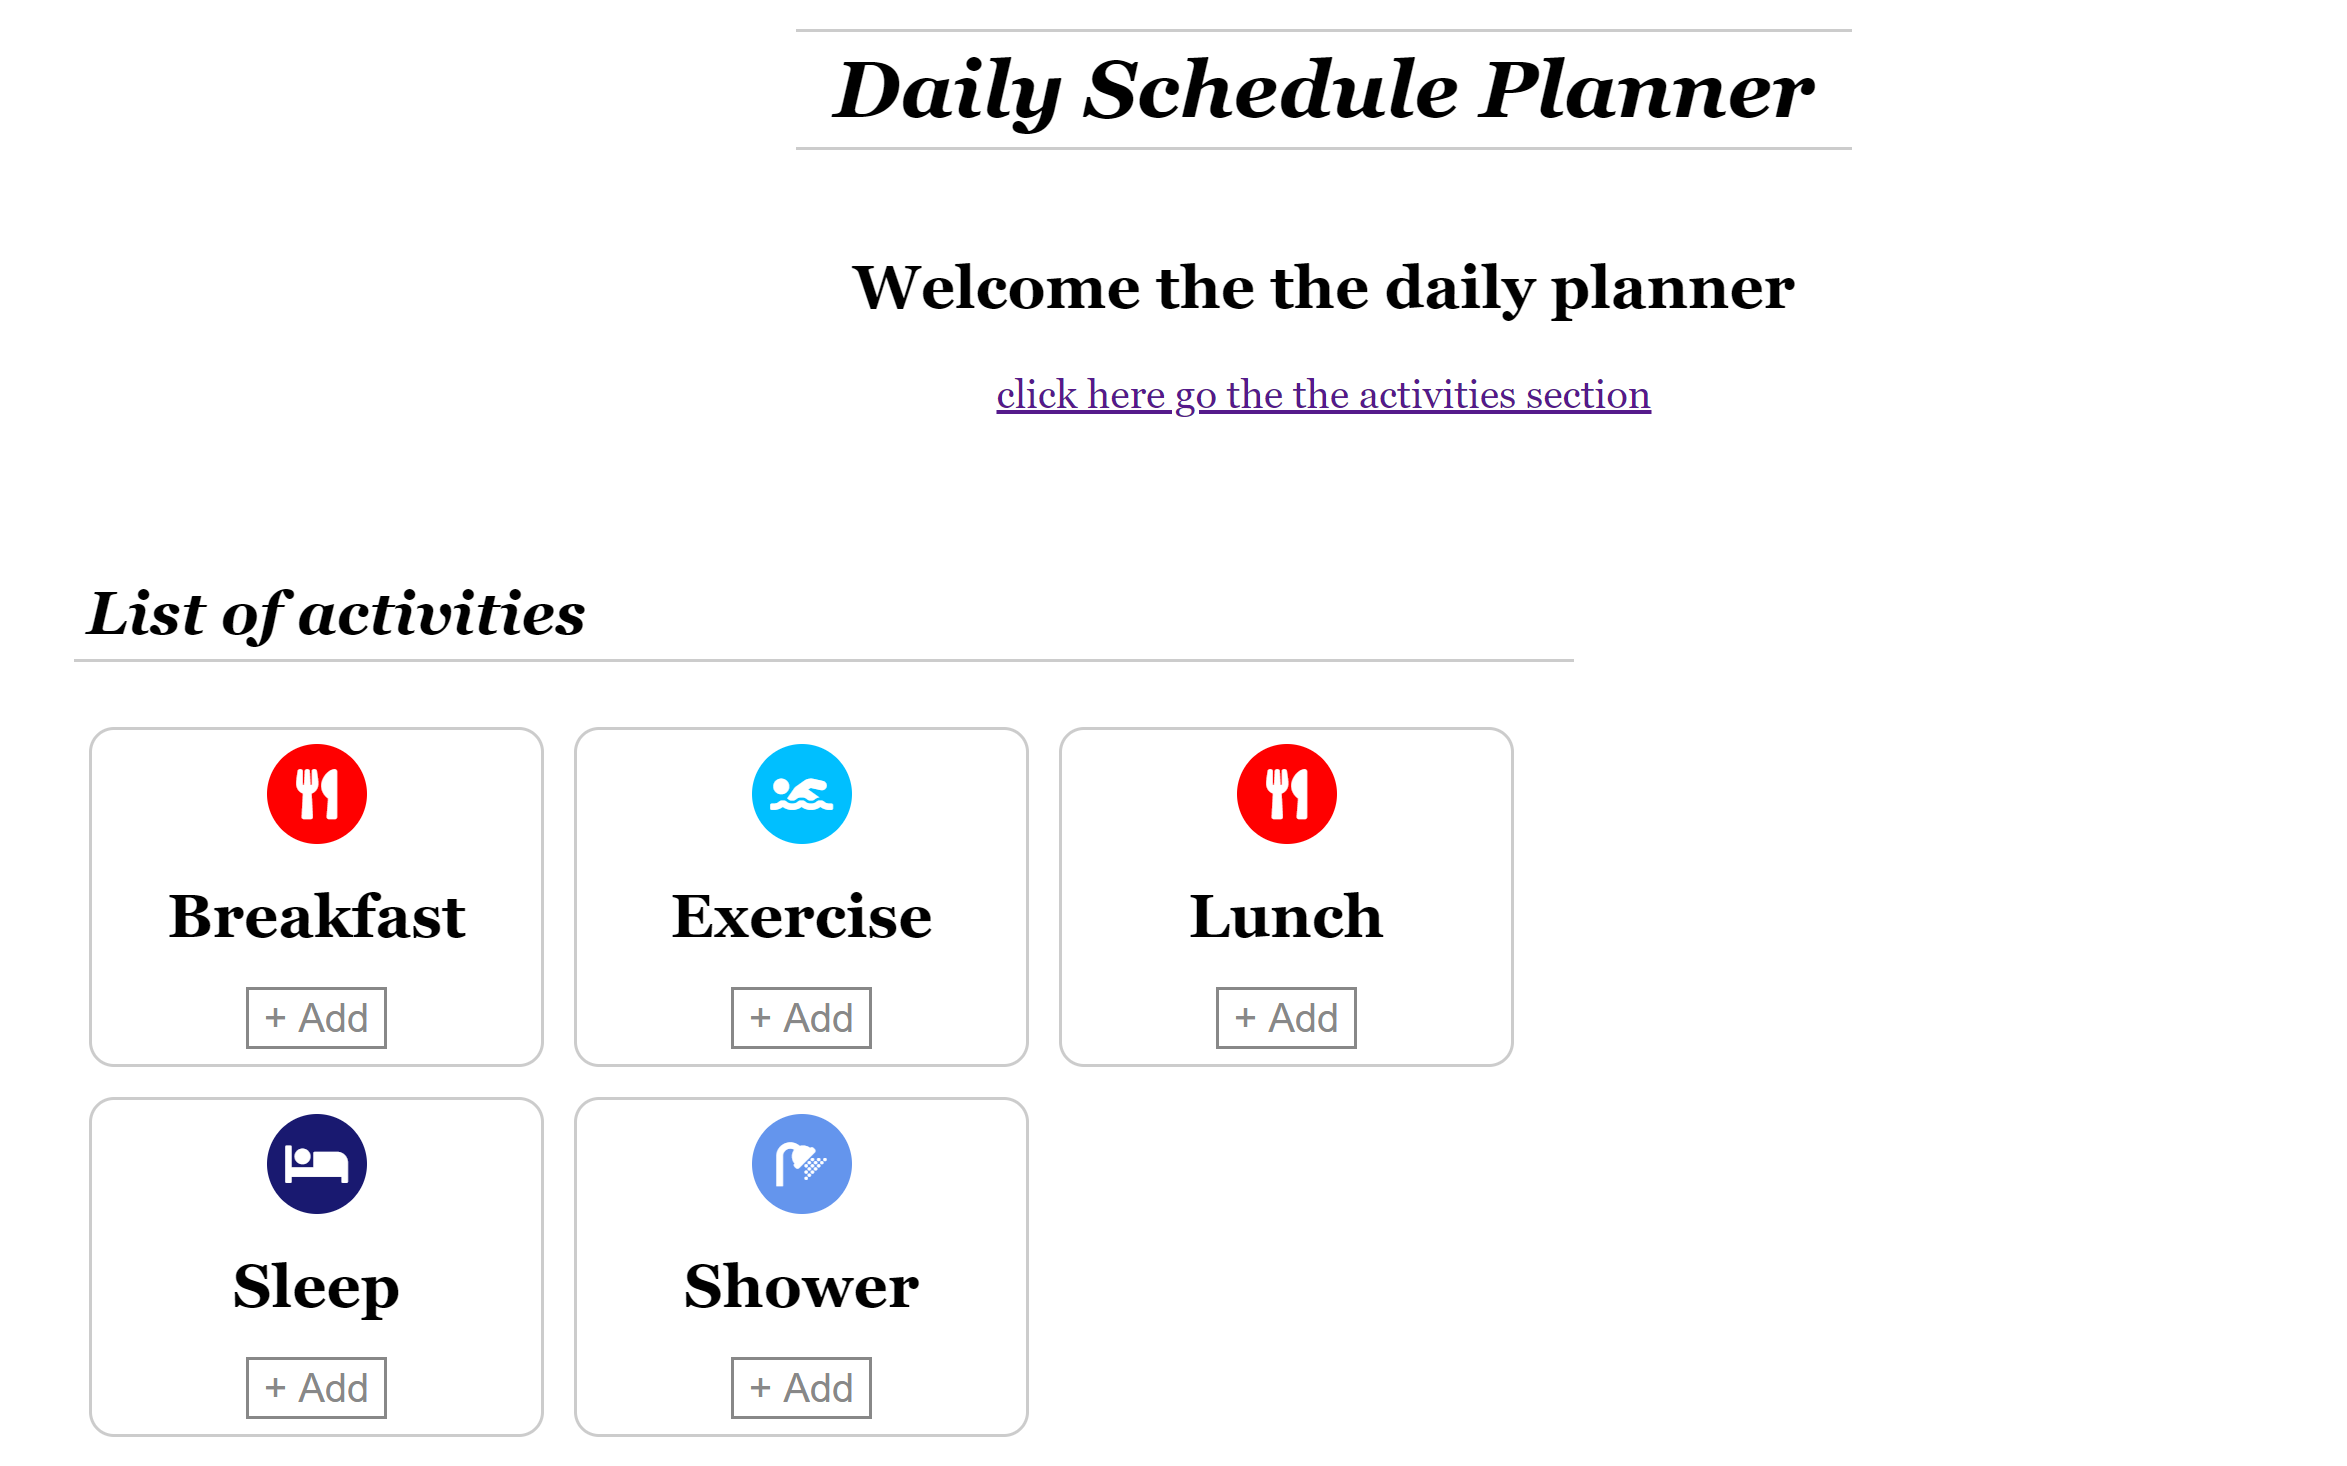 Daily Schedule Planner
Welcome the the daily planner
click here go the the activities section
List of activities
Breakfast
+ Add
Exercise
+ Add
Lunch
+ Add
Sleep
+ Add
Shower
+ Add